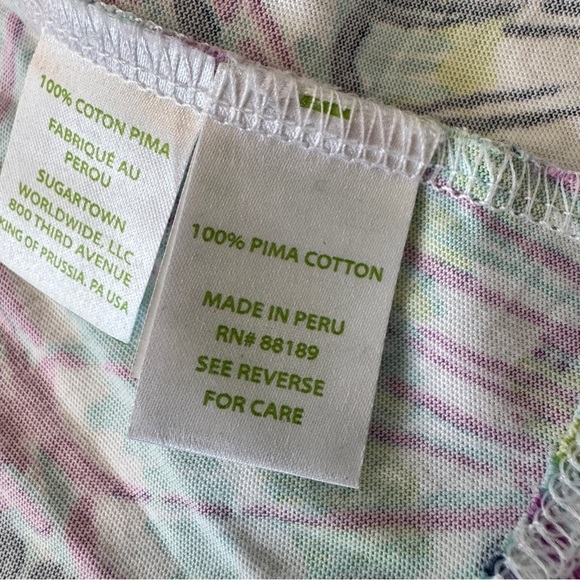 100% COTON PIMA
FABRIQUÉ AU
PEROU
SUGARTOWN
WORLDWIDE, LLC
800 THIRD AVENUE
KING OF PRUSSIA, PA USA
100% PIMA COTTON
MADE IN PERU
RN# 88189
SEE REVERSE
FOR CARE